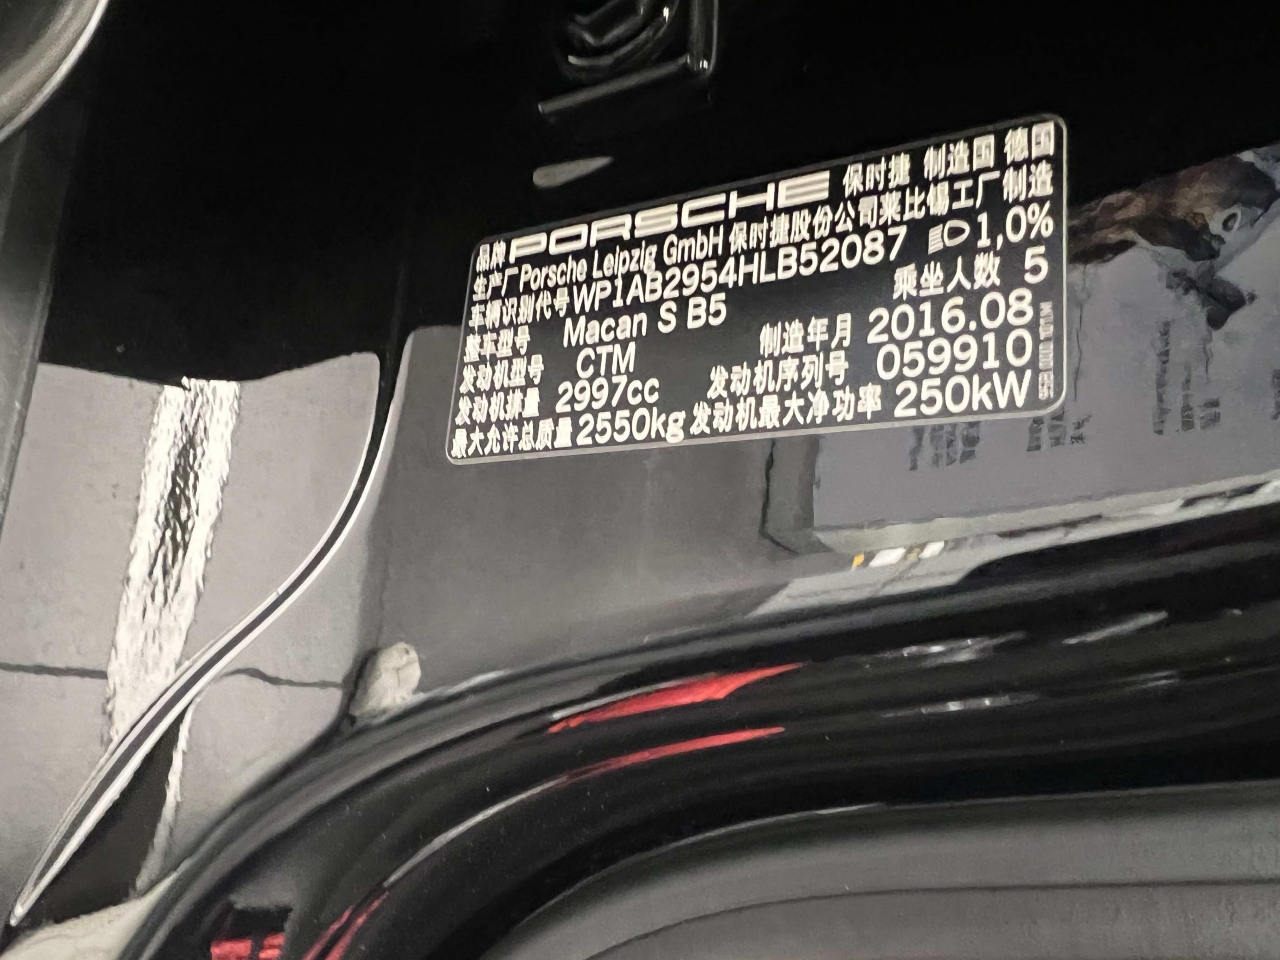 品牌 PORSCHE 保时捷 制造国 德国
生产厂 Porsche Leipzig GmbH 保时捷股份公司莱比锡工厂 制造
车辆识别代号 WP1AB2954HLB52087 1,0%
整车型号 Macan S B5 乘坐人数 5
发动机型号 CTM 制造年月 2016.08
发动机排量 2997cc 发动机序列号 059910
最大允许总质量 2550kg 发动机最大净功率 250kW